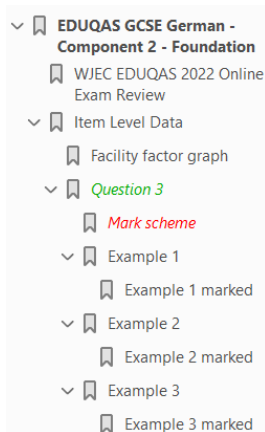 EDUQAS GCSE German -
Component 2 - Foundation
WJEC EDUQAS 2022 Online
Exam Review
Item Level Data
Facility factor graph
Question 3
Mark scheme
Example 1
Example 1 marked
Example 2
Example 2 marked
Example 3
Example 3 marked